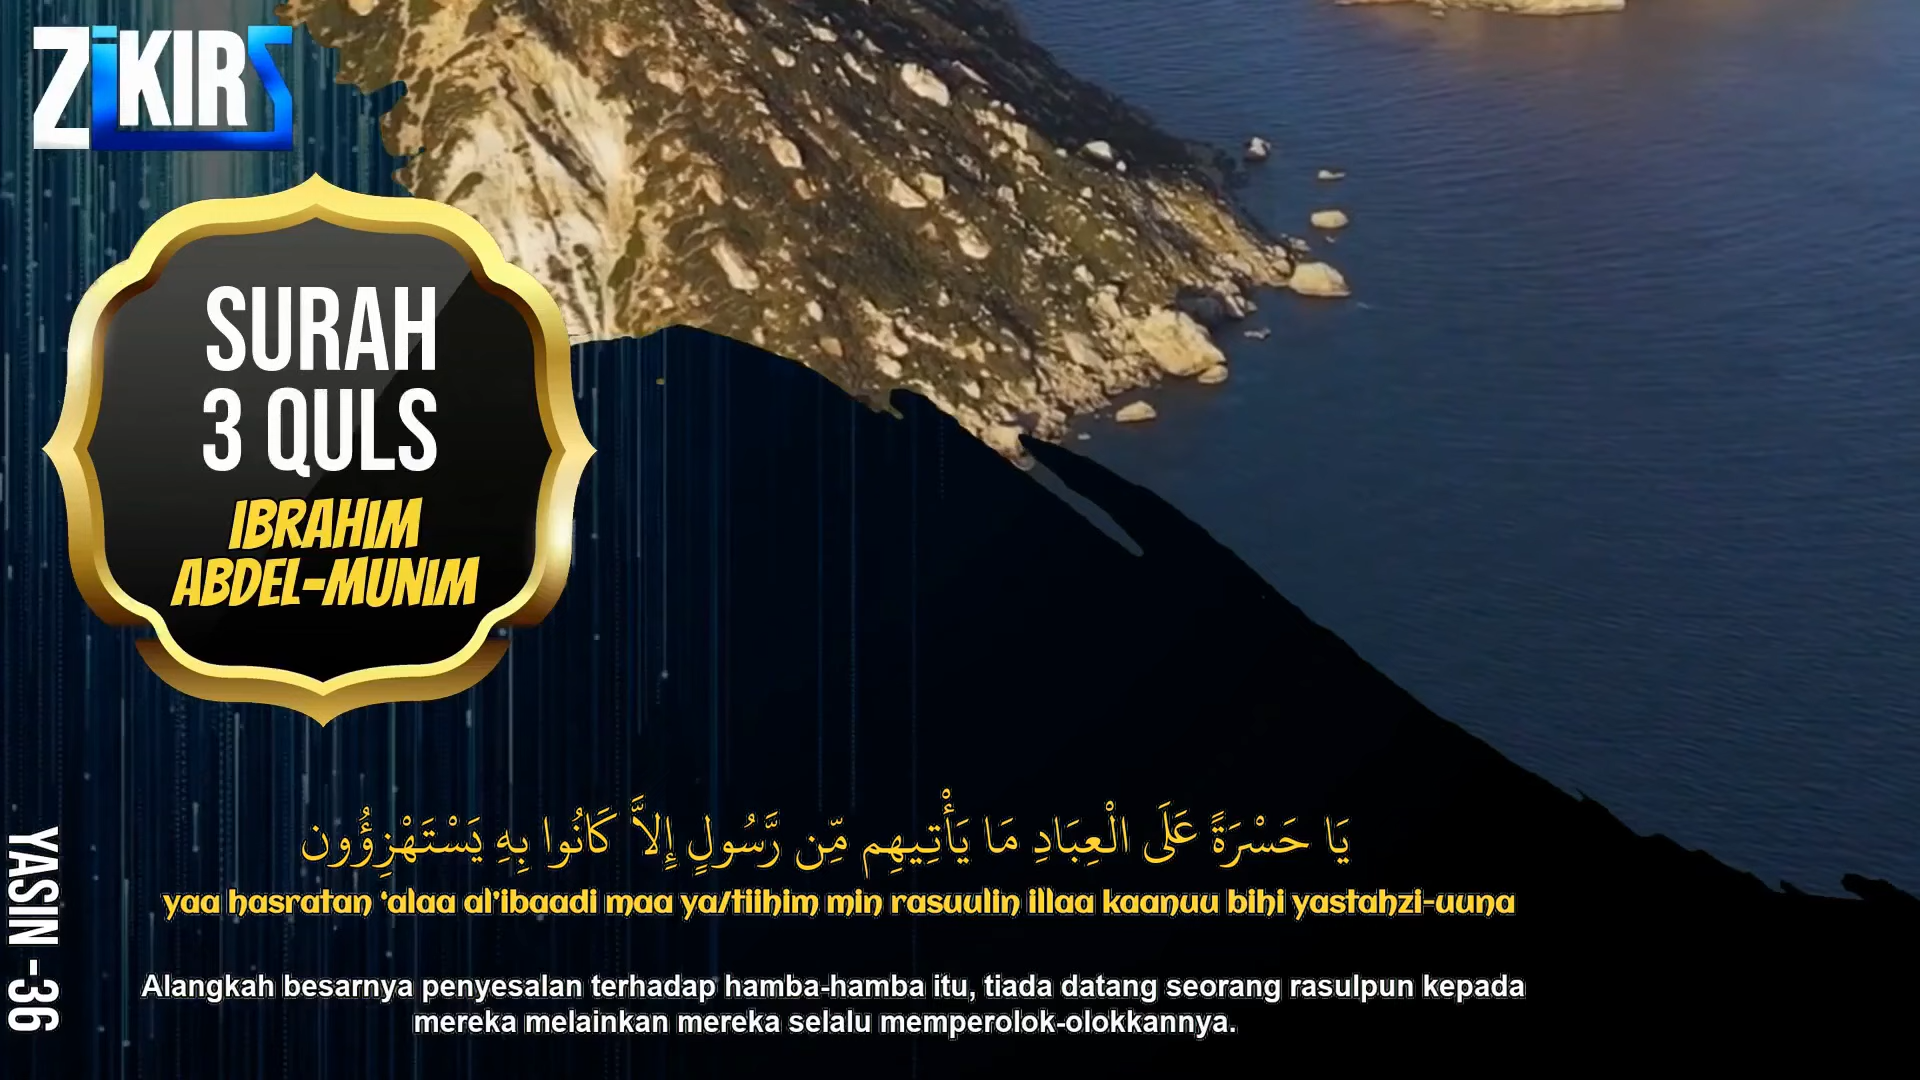 ZiKIRS
SURAH
3 QULS
IBRAHIM
ABDEL-MUNIM
يَا حَسْرَةً عَلَى الْعِبَادِ مَا يَأْتِيهِم مِّن رَّسُولٍ إِلاَّ كَانُوا بِهِ يَسْتَهْزِؤُون
yaa hasratan 'alaa al'ibaadi maa ya/tiihim min rasuulin illaa kaanuu bihi yastahzi-uuna
Alangkah besarnya penyesalan terhadap hamba-hamba itu, tiada datang seorang rasulpun kepada
mereka melainkan mereka selalu memperolok-olokkannya.
YASIN -36